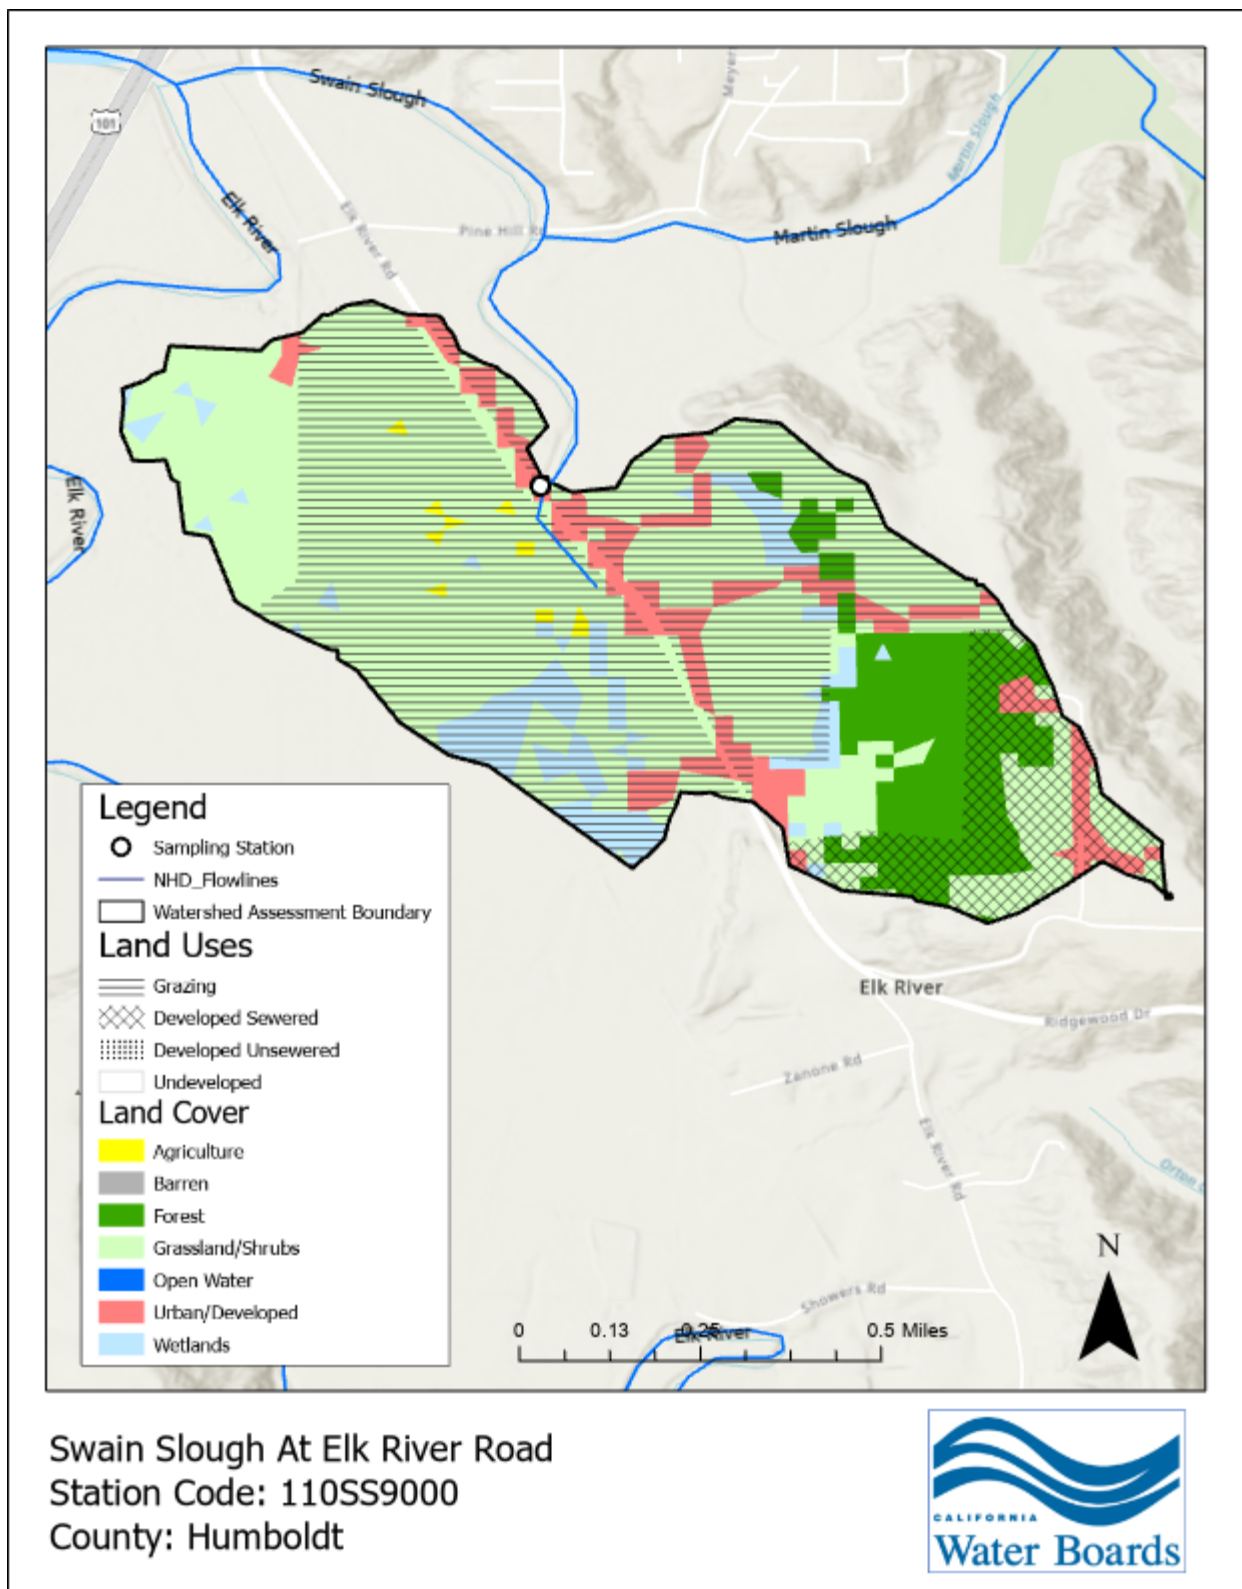 Swain Slough
Meyer
101
Martin Slough
Elk River
Elk River Rd
Pine Hill R
Martin Slough
Elk River
Legend
Sampling Station
NHD_Flowlines
Watershed Assessment Boundary
Land Uses
Grazing
Developed Sewered
Developed Unsewered
Undeveloped
Land Cover
Agriculture
Barren
Forest
Grassland/Shrubs
Open Water
Urban/Developed
Wetlands
Elk River
Ridgewood Dr
Zanone Rd
Elk River Rd
Orton
Showers Rd
N
0 0.13 0.25 0.5 Miles
Elk River
Swain Slough At Elk River Road
Station Code: 110SS9000
County: Humboldt
CALIFORNIA
Water Boards